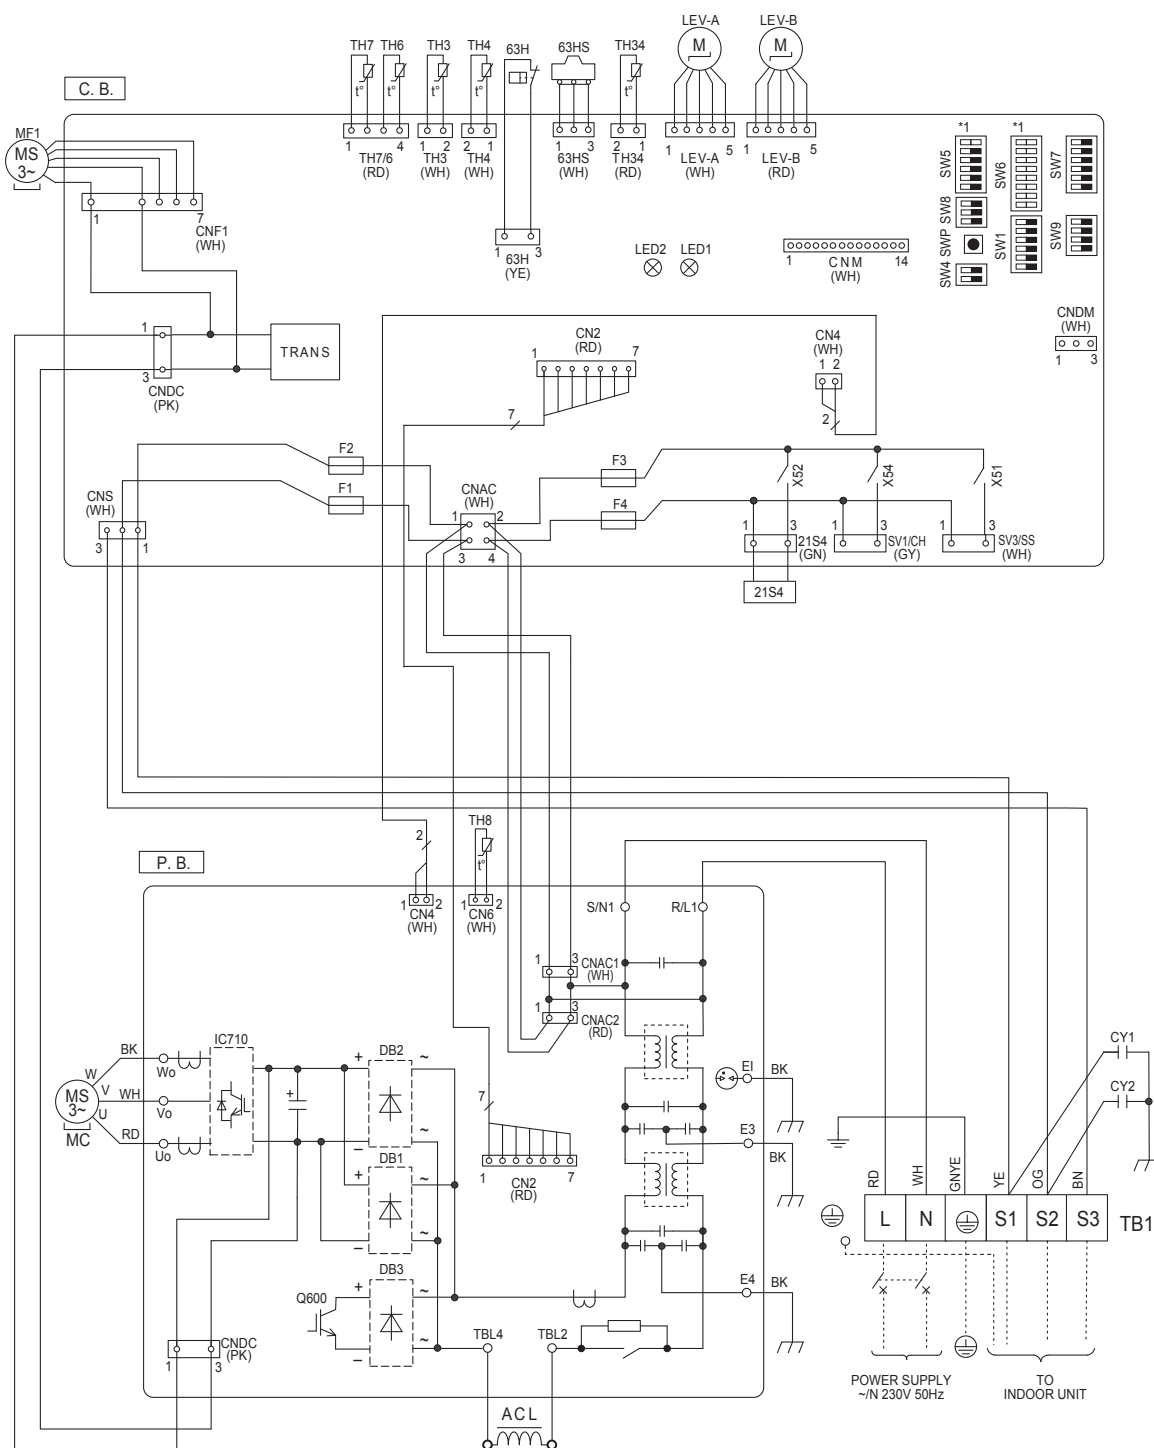 LEV-A LEV-B
TH7 TH6 TH3 TH4 63H 63HS TH34
M M
t° t° t° t° t°
C. B.
MF1
MS
3~
1 4 1 2 2 1 1 3 2 1 1 5 1 5
TH7/6 TH3 TH4 63HS TH34 LEV-A LEV-B
(RD) (WH) (WH) (WH) (RD) (WH) (RD)
*1 *1
SW5 SW6 SW7
SW8
SWP SW1 SW9
SW4
1 7
CNF1
(WH)
1 3
63H
(YE)
LED2 LED1
1 CNM 14
(WH)
CNDM
(WH)
1 3
1
3
CNDC
(PK)
TRANS
CN2
(RD)
1 7
7
CN4
(WH)
1 2
2
F2
F1
F3
F4
CNAC
(WH)
1 2
3 4
X52 X54 X51
CNS
(WH)
3 1
1 3 1 3 1 3
21S4 SV1/CH SV3/SS
(GN) (GY) (WH)
21S4
P. B.
2
TH8
t°
1 2 1 2
CN4 CN6
(WH) (WH)
S/N1 R/L1
1 3 CNAC1
(WH)
1 3 CNAC2
(RD)
IC710
DB2
+ ~
− ~
BK
W Wo
MS
3~
V WH
Vo
U
MC
RD
Uo
+
DB1
+
−
7
1 7
CN2
(RD)
EI BK
E3
BK
E4 BK
CY1
CY2
RD WH GNYE YE OG BN
L N S1 S2 S3 TB1
DB3
+ ~
− ~
Q600
TBL4 TBL2
CNDC
(PK)
1 3
ACL
POWER SUPPLY
~/N 230V 50Hz
TO
INDOOR UNIT